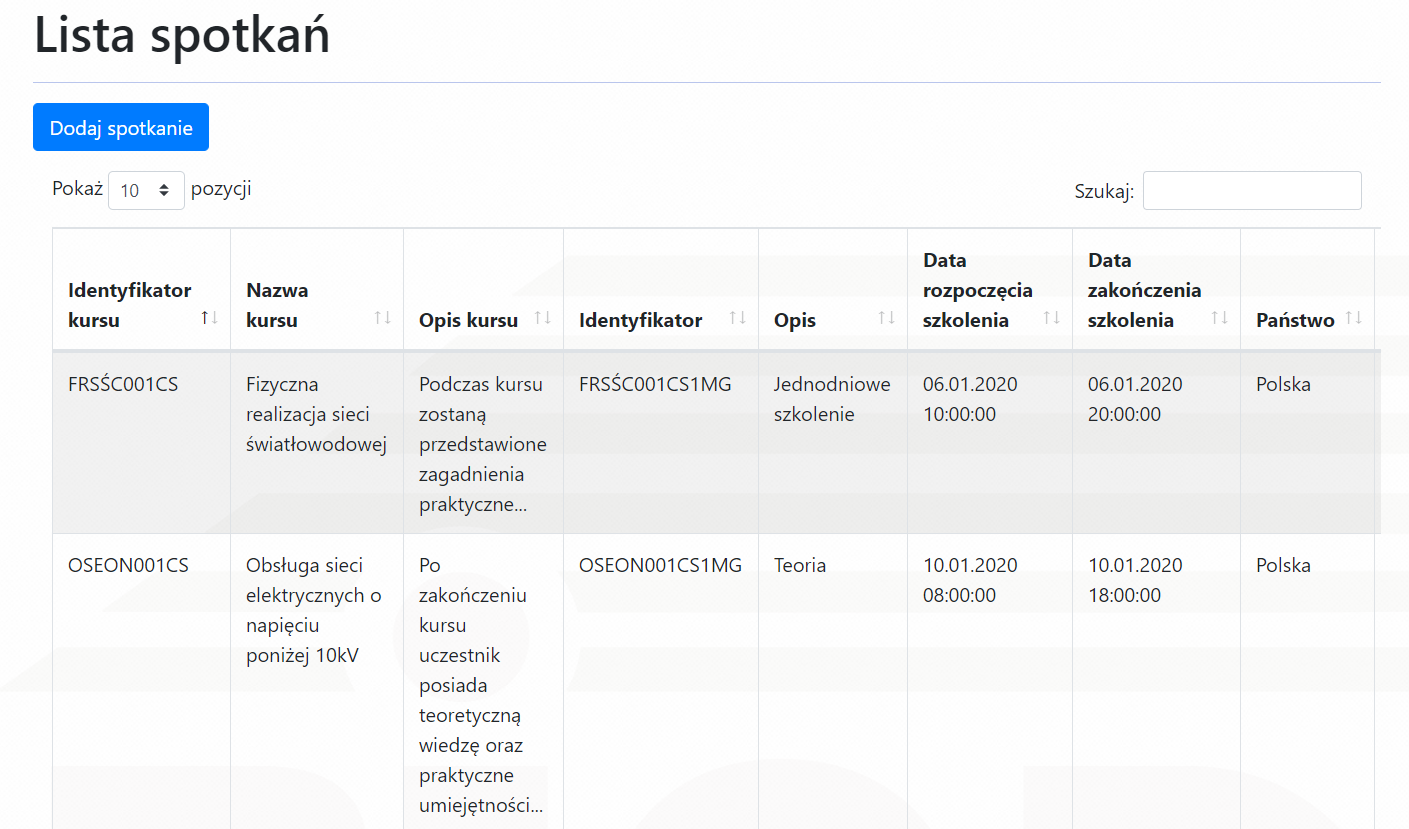 Lista spotkań
Dodaj spotkanie
Pokaż 10 pozycji
Szukaj:
Identyfikator
kursu
Nazwa
kursu
Opis kursu
Identyfikator
Opis
Data
rozpoczęcia
szkolenia
Data
zakończenia
szkolenia
Państwo
FRSŚC001CS
Fizyczna
realizacja sieci
światłowodowej
Podczas kursu
zostaną
przedstawione
zagadnienia
praktyczne...
FRSŚC001CS1MG
Jednodniowe
szkolenie
06.01.2020
10:00:00
06.01.2020
20:00:00
Polska
OSEON001CS
Obsługa sieci
elektrycznych o
napięciu
poniżej 10kV
Po
zakończeniu
kursu
uczestnik
posiada
teoretyczną
wiedzę oraz
praktyczne
umiejętności...
OSEON001CS1MG
Teoria
10.01.2020
08:00:00
10.01.2020
18:00:00
Polska